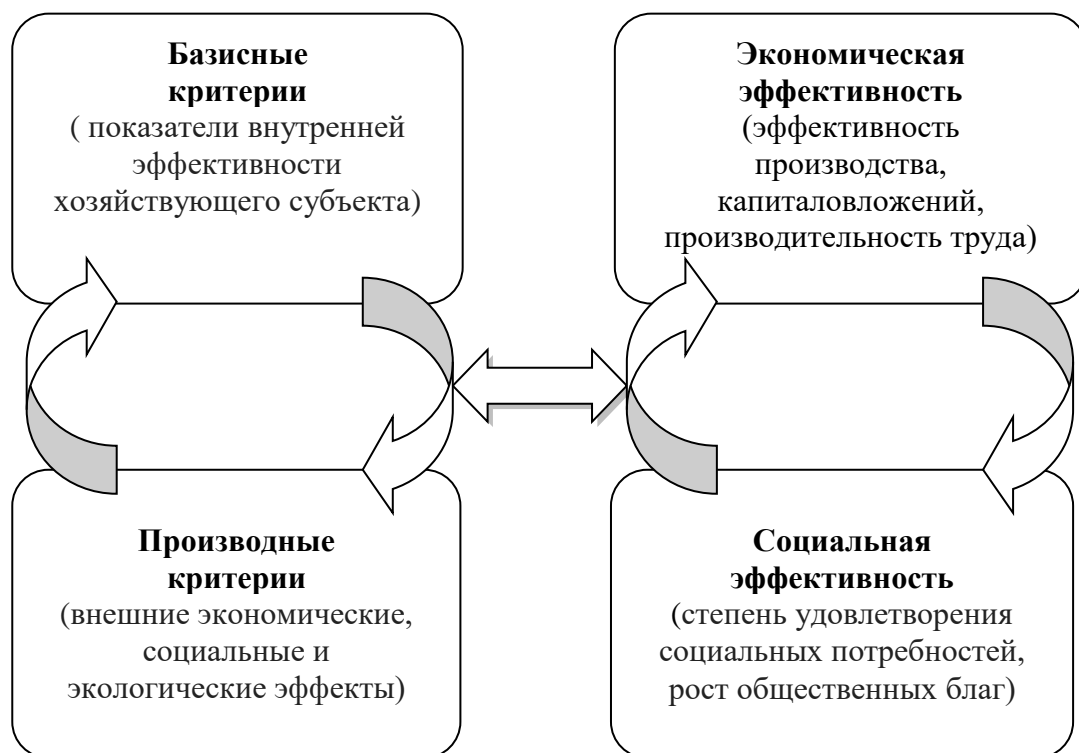 Базисные
критерии
( показатели внутренней
эффективности
хозяйствующего субъекта)
Экономическая
эффективность
(эффективность
производства,
капиталовложений,
производительность труда)
Производные
критерии
(внешние экономические,
социальные и
экологические эффекты)
Социальная
эффективность
(степень удовлетворения
социальных потребностей,
рост общественных благ)